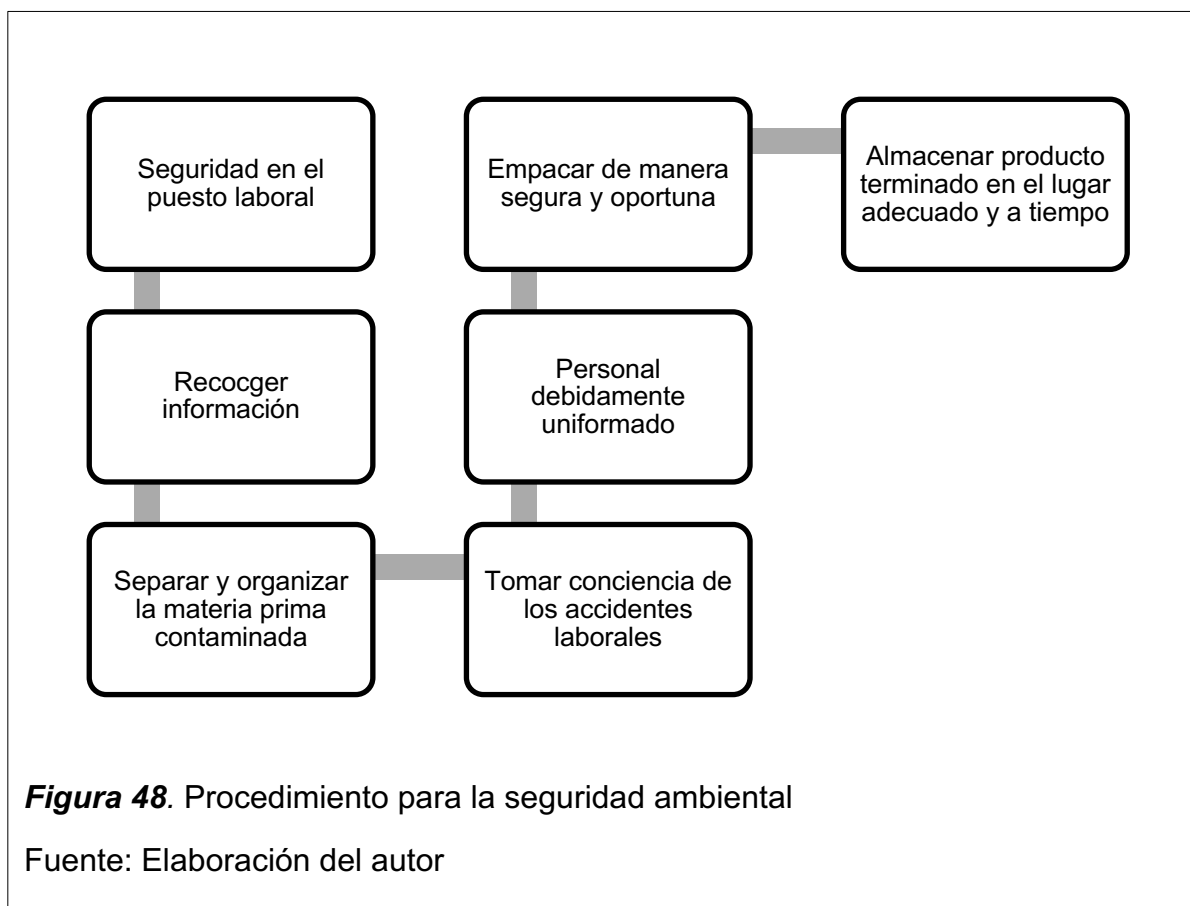 Seguridad en el
puesto laboral
Recocger
información
Separar y organizar
la materia prima
contaminada
Tomar conciencia de
los accidentes
laborales
Personal
debidamente
uniformado
Empacar de manera
segura y oportuna
Almacenar producto
terminado en el lugar
adecuado y a tiempo
Figura 48. Procedimiento para la seguridad ambiental
Fuente: Elaboración del autor